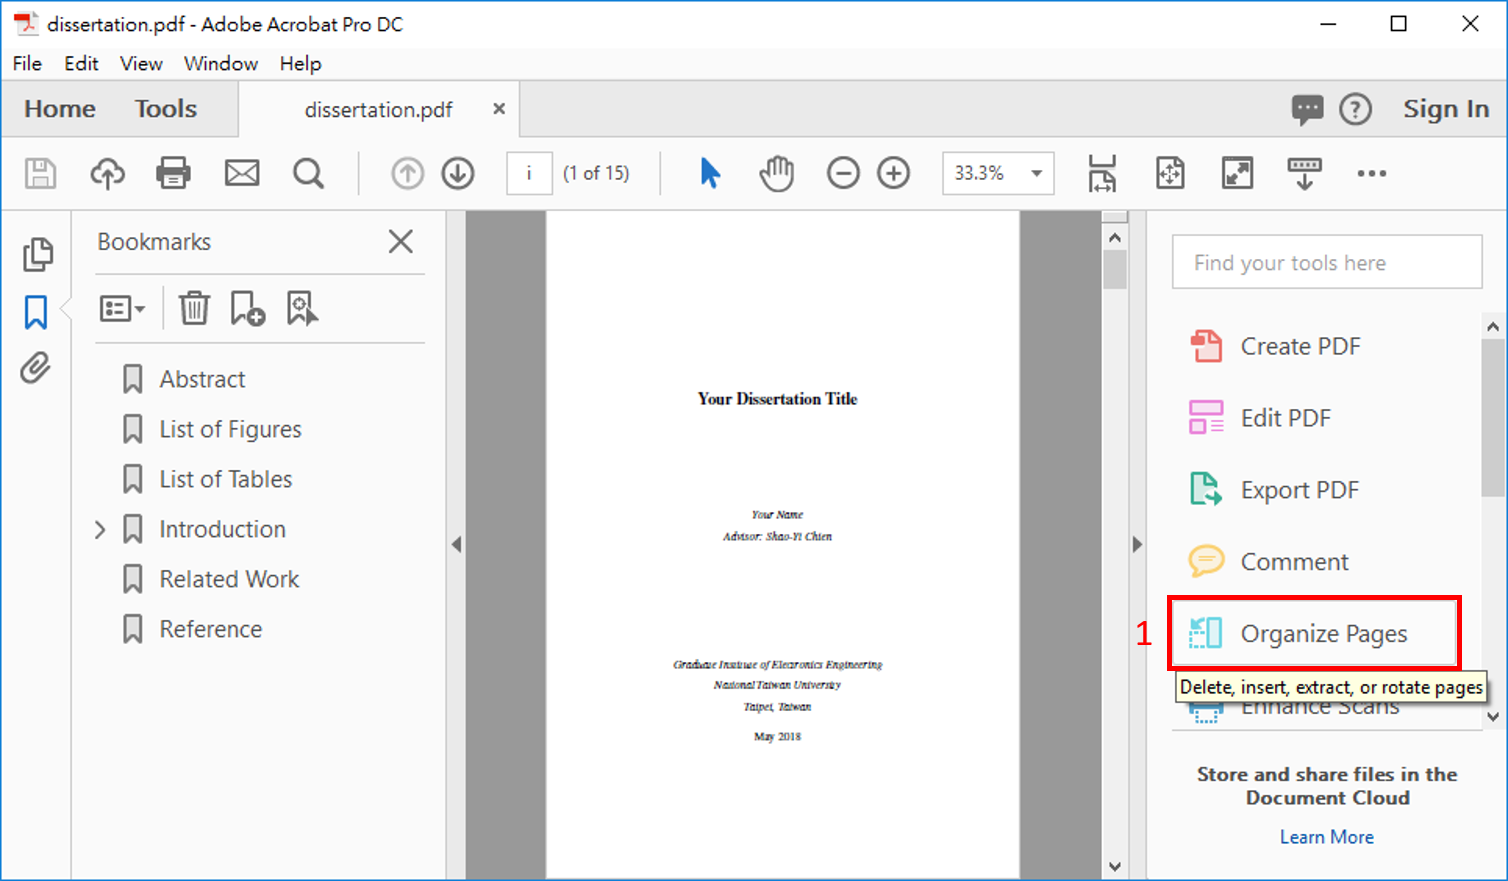 dissertation.pdf - Adobe Acrobat Pro DC
File Edit View Window Help
Home Tools dissertation.pdf × Sign In
i (1 of 15) 33.3%
Bookmarks
Abstract
List of Figures
List of Tables
Introduction
Related Work
Reference
Your Dissertation Title
Your Name
Advisor: Shao-Yi Chien
Graduate Institute of Electronics Engineering
National Taiwan University
Taipei, Taiwan
May 2018
Find your tools here
Create PDF
Edit PDF
Export PDF
Comment
1 Organize Pages
Delete, insert, extract, or rotate pages
Enhance Scans
Store and share files in the
Document Cloud
Learn More